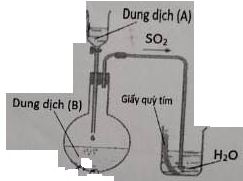 Dung dịch (A)
SO2
Dung dịch (B)
Giấy quỳ tím
H2O